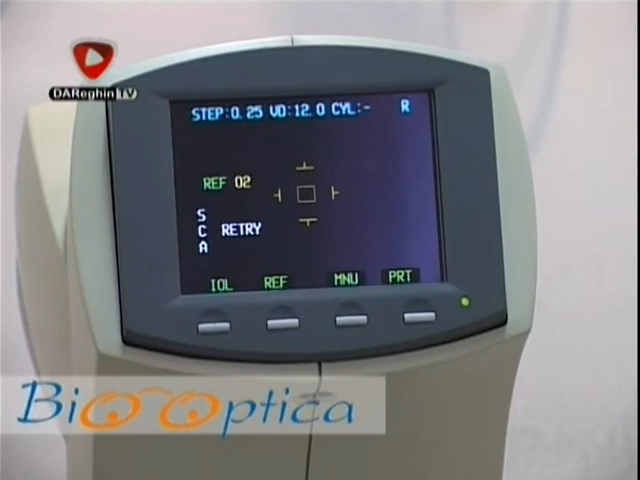 DAReghin TV
STEP:0.25 VD:12.0 CYL:- R
REF 02
S
C RETRY
A
IOL REF MNU PRT
BiOOptica